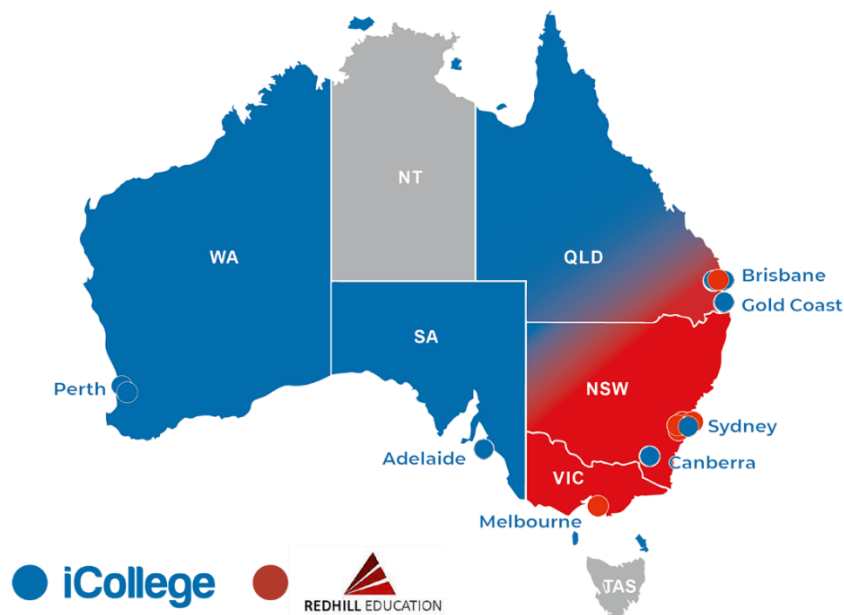 NT
WA
QLD
Brisbane
Gold Coast
SA
NSW
Perth
Sydney
Adelaide
Canberra
VIC
Melbourne
TAS
iCollege
REDHILL EDUCATION